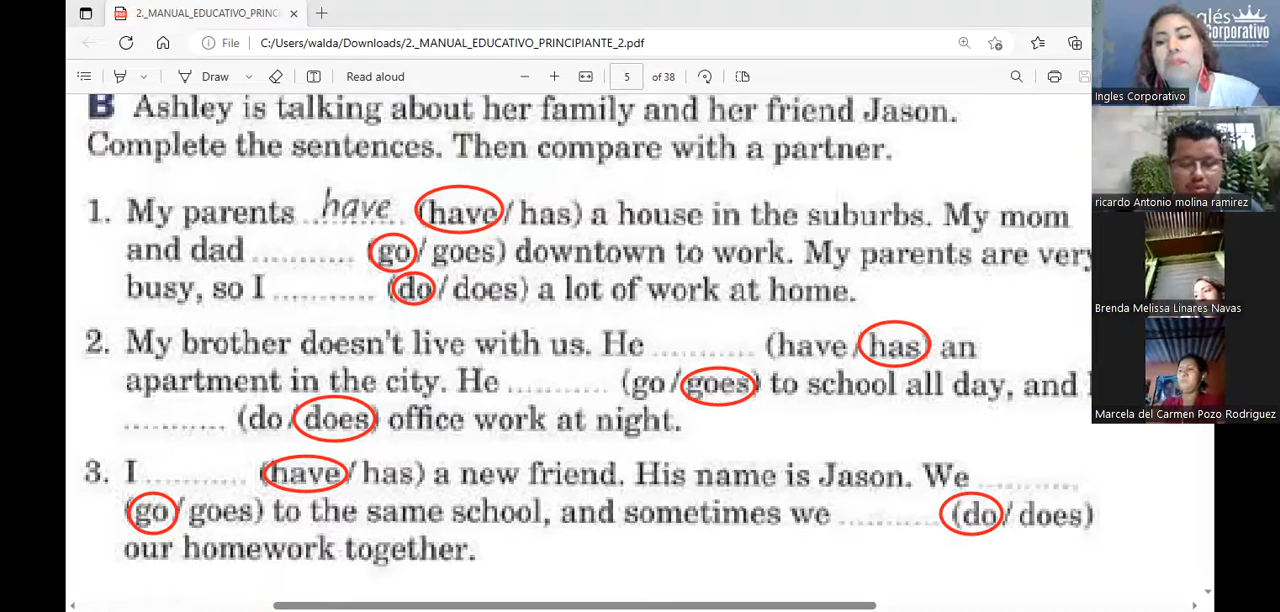 2._MANUAL_EDUCATIVO_PRINCI
File C:/Users/walda/Downloads/2._MANUAL_EDUCATIVO_PRINCIPIANTE_2.pdf
Draw Read aloud 5 of 38
B Ashley is talking about her family and her friend Jason.
Complete the sentences. Then compare with a partner.
1. My parents have (have/has) a house in the suburbs. My mom
and dad .......... (go/goes) downtown to work. My parents are very
busy, so I .......... (do/does) a lot of work at home.
2. My brother doesn't live with us. He .......... (have/has) an
apartment in the city. He .......... (go/goes) to school all day, and
.......... (do/does) office work at night.
3. I .......... (have/has) a new friend. His name is Jason. We ..........
(go/goes) to the same school, and sometimes we .......... (do/does)
our homework together.
Inglés
Corporativo
Ingles Corporativo
ricardo Antonio molina ramirez
Brenda Melissa Linares Navas
Marcela del Carmen Pozo Rodriguez